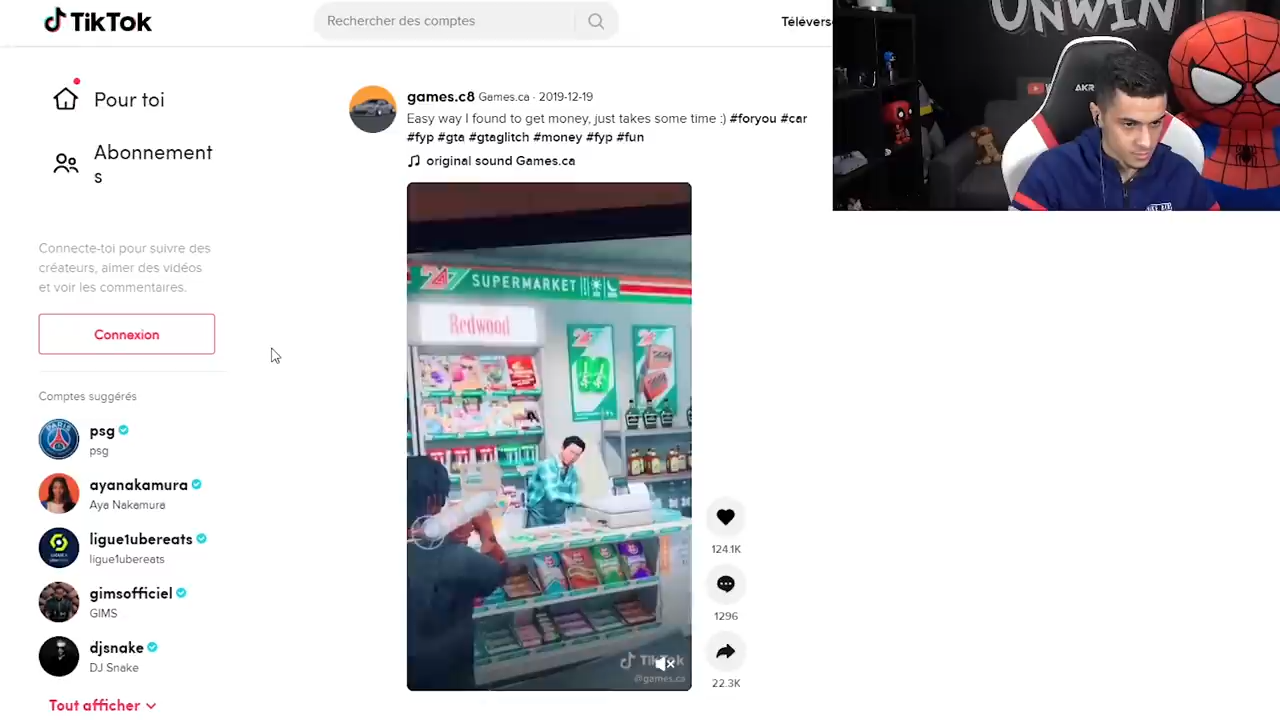 TikTok
Rechercher des comptes
Téléverse
UNWIN
AKR
Pour toi
Abonnement
s
Connecte-toi pour suivre des
créateurs, aimer des vidéos
et voir les commentaires.
Connexion
Comptes suggérés
psg
psg
ayanakamura
Aya Nakamura
ligue1ubereats
ligue1ubereats
gimsofficiel
GIMS
djsnake
DJ Snake
Tout afficher
games.c8 Games.ca · 2019-12-19
Easy way I found to get money, just takes some time :) #foryou #car
#fyp #gta #gtaglitch #money #fyp #fun
original sound Games.ca
24/7 SUPERMARKET
Redwood
124.1K
1296
22.3K
TikTok
@games.ca